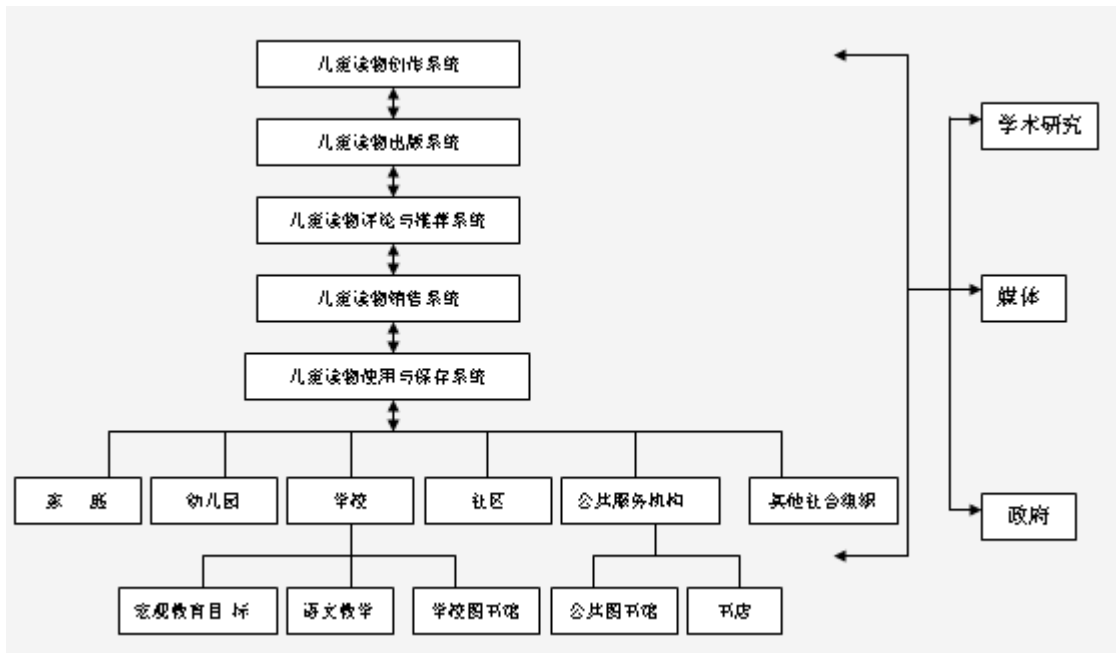 儿童读物创作系统
儿童读物出版系统
儿童读物评论与推荐系统
儿童读物销售系统
儿童读物使用与保存系统
家 庭
幼儿园
学校
社区
公共服务机构
其他社会组织
宏观教育目标
语文教学
学校图书馆
公共图书馆
书店
学术研究
媒体
政府